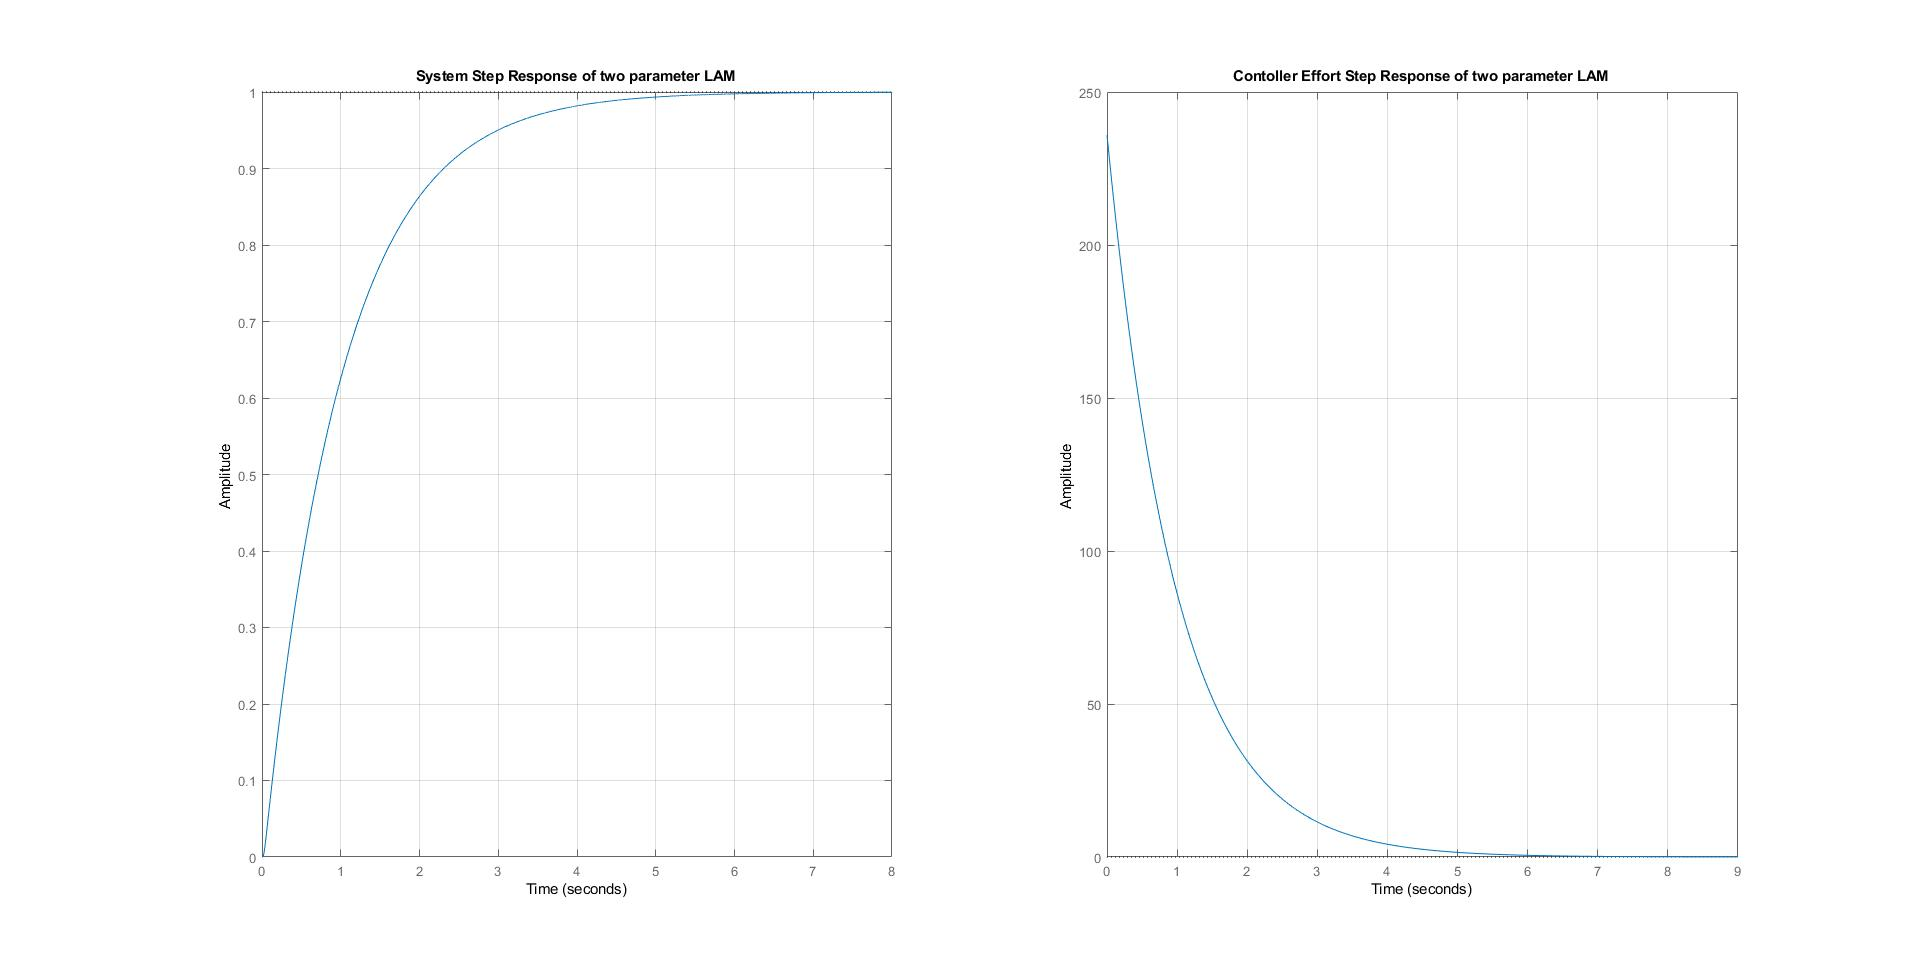 System Step Response of two parameter LAM
1
0.9
0.8
0.7
0.6
0.5
0.4
0.3
0.2
0.1
0
Amplitude
0 1 2 3 4 5 6 7 8
Time (seconds)
Contoller Effort Step Response of two parameter LAM
250
200
150
100
50
0
Amplitude
0 1 2 3 4 5 6 7 8 9
Time (seconds)